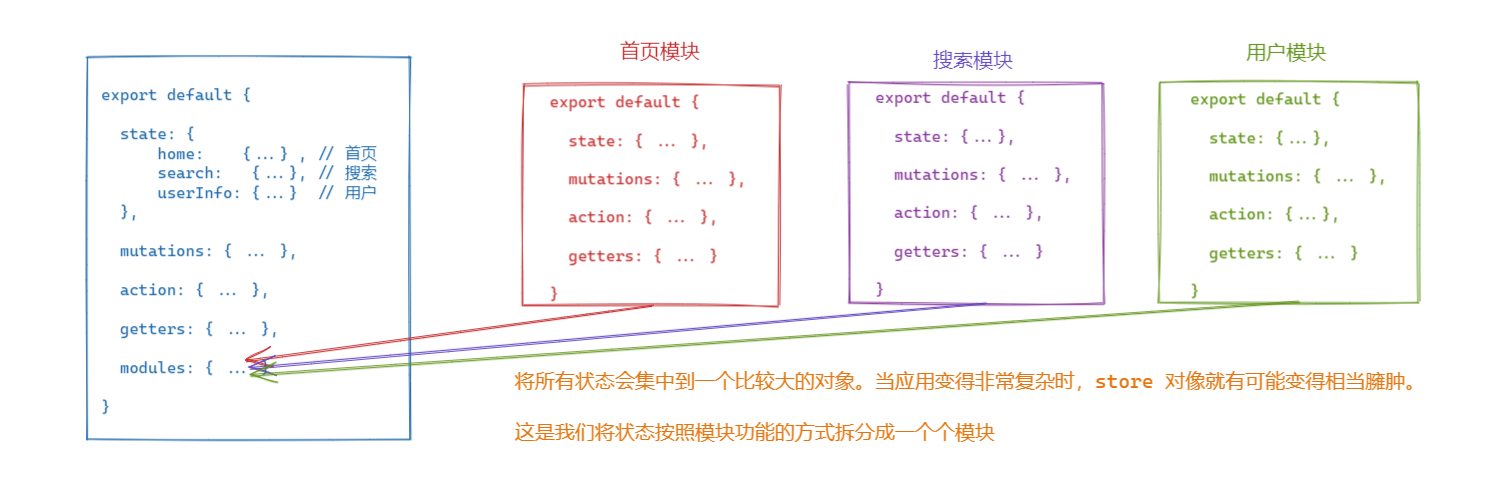 export default {
state: {
home: {...} , // 首页
search: {...}, // 搜索
userInfo: {...} // 用户
},
mutations: { ... },
action: { ... },
getters: { ... },
modules: { ... }
}
首页模块
export default {
state: { ... },
mutations: { ... },
action: { ... },
getters: { ... }
}
搜索模块
export default {
state: {...},
mutations: { ... },
action: { ... },
getters: { ... }
}
用户模块
export default {
state: {...},
mutations: { ... },
action: {...},
getters: { ... }
}
将所有状态会集中到一个比较大的对象。当应用变得非常复杂时，store 对像就有可能变得相当臃肿。
这是我们将状态按照模块功能的方式拆分成一个个模块